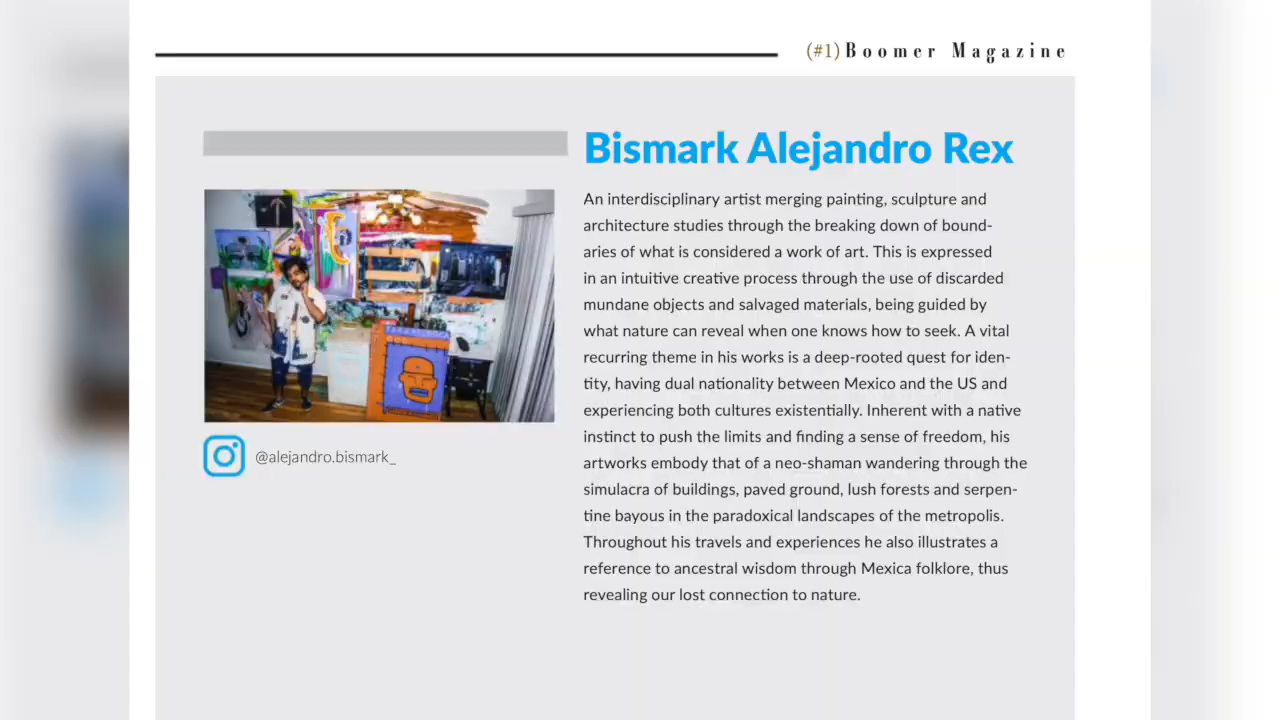 (#1) Boomer Magazine
Bismark Alejandro Rex
An interdisciplinary artist merging painting, sculpture and
architecture studies through the breaking down of bound-
aries of what is considered a work of art. This is expressed
in an intuitive creative process through the use of discarded
mundane objects and salvaged materials, being guided by
what nature can reveal when one knows how to seek. A vital
recurring theme in his works is a deep-rooted quest for iden-
tity, having dual nationality between Mexico and the US and
experiencing both cultures existentially. Inherent with a native
instinct to push the limits and finding a sense of freedom, his
artworks embody that of a neo-shaman wandering through the
simulacra of buildings, paved ground, lush forests and serpen-
tine bayous in the paradoxical landscapes of the metropolis.
Throughout his travels and experiences he also illustrates a
reference to ancestral wisdom through Mexica folklore, thus
revealing our lost connection to nature.
@alejandro.bismark_